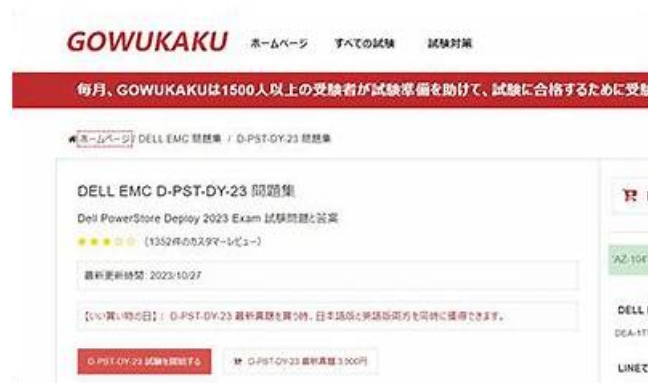 GOWUKAKU ホームページ すべての試験 試験対策
毎月、GOWUKAKUは1500人以上の受験者が試験準備を助けて、試験に合格するために受験
ホームページ/ DELL EMC 問題集 / D-PST-DY-23 問題集
DELL EMC D-PST-DY-23 問題集
Dell PowerStore Deploy 2023 Exam 試験問題と答案
(1352件のカスタマーレビュー)
最新更新時間: 2023/10/27
【いい買い物の日】: D-PST-DY-23 最新真題を買う時、日本語版と英語版両方を同時に獲得できます。
D-PST-DY-23 試験を開始する D-PST-DY-23 最新真題 3,900円
AZ-104
DELL
DEA-1T
LINEで